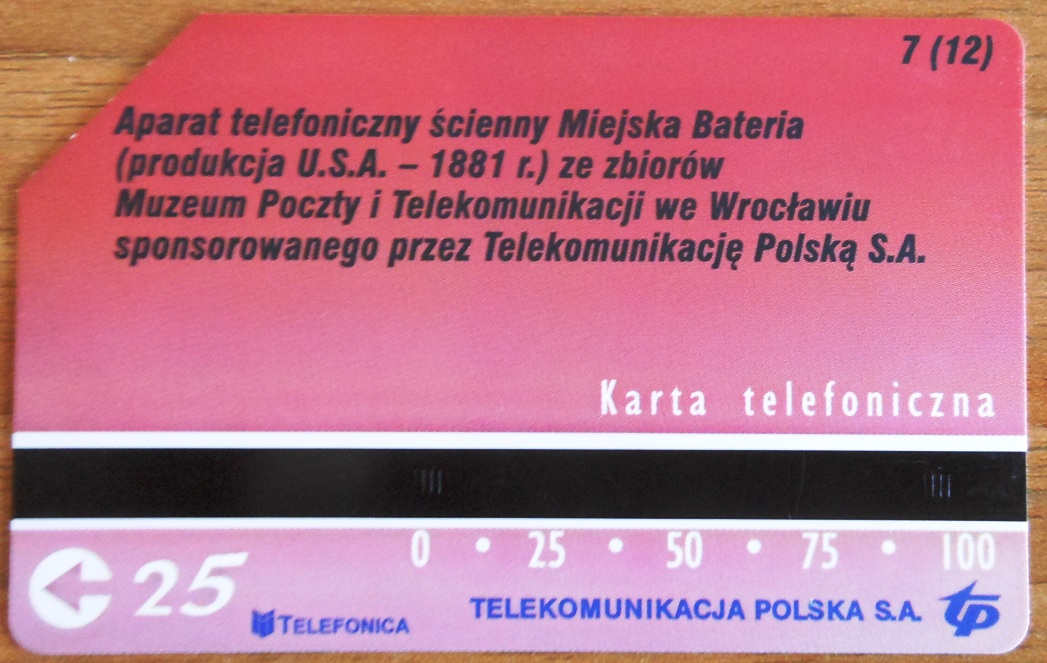 7 (12)
Aparat telefoniczny ścienny Miejska Bateria
(produkcja U.S.A. – 1881 r.) ze zbiorów
Muzeum Poczty i Telekomunikacji we Wrocławiu
sponsorowanego przez Telekomunikację Polską S.A.
Karta telefoniczna
0 • 25 • 50 • 75 • 100
25
TELEFONICA
TELEKOMUNIKACJA POLSKA S.A. tp